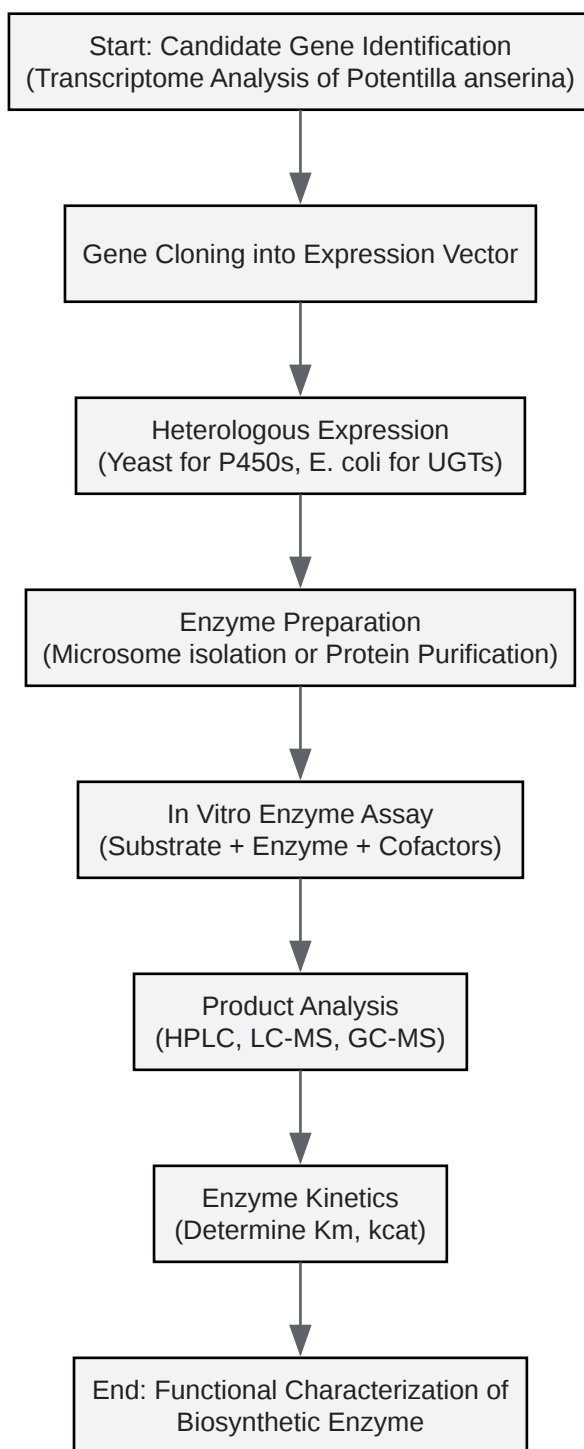 Start: Candidate Gene Identification
(Transcriptome Analysis of Potentilla anserina)
Gene Cloning into Expression Vector
Heterologous Expression
(Yeast for P450s, E. coli for UGTs)
Enzyme Preparation
(Microsome isolation or Protein Purification)
In Vitro Enzyme Assay
(Substrate + Enzyme + Cofactors)
Product Analysis
(HPLC, LC-MS, GC-MS)
Enzyme Kinetics
(Determine Km, kcat)
End: Functional Characterization of
Biosynthetic Enzyme